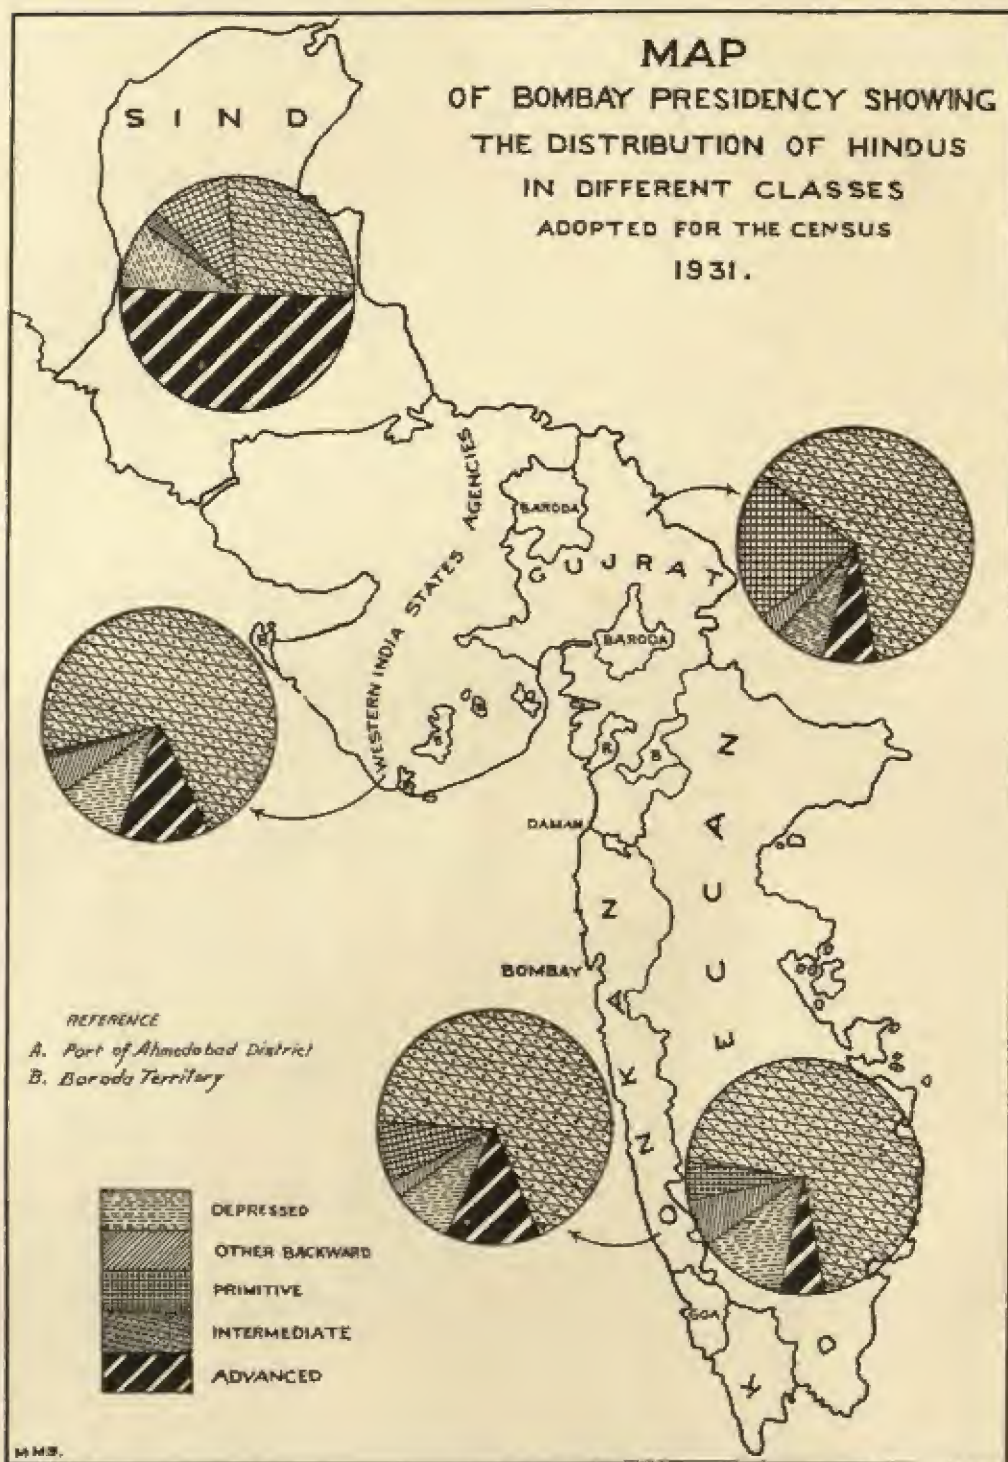 MAP
OF BOMBAY PRESIDENCY SHOWING
THE DISTRIBUTION OF HINDUS
IN DIFFERENT CLASSES
ADOPTED FOR THE CENSUS
1931.
SIND
WESTERN INDIA STATES AGENCIES
BARODA
GUJRAT
BARODA
B
B
A
B
B
B
DAMAN
BOMBAY
DECCAN
KONKAN
GOA
K
D
REFERENCE
A. Part of Ahmedabad District
B. Baroda Territory
DEPRESSED
OTHER BACKWARD
PRIMITIVE
INTERMEDIATE
ADVANCED
M M B.